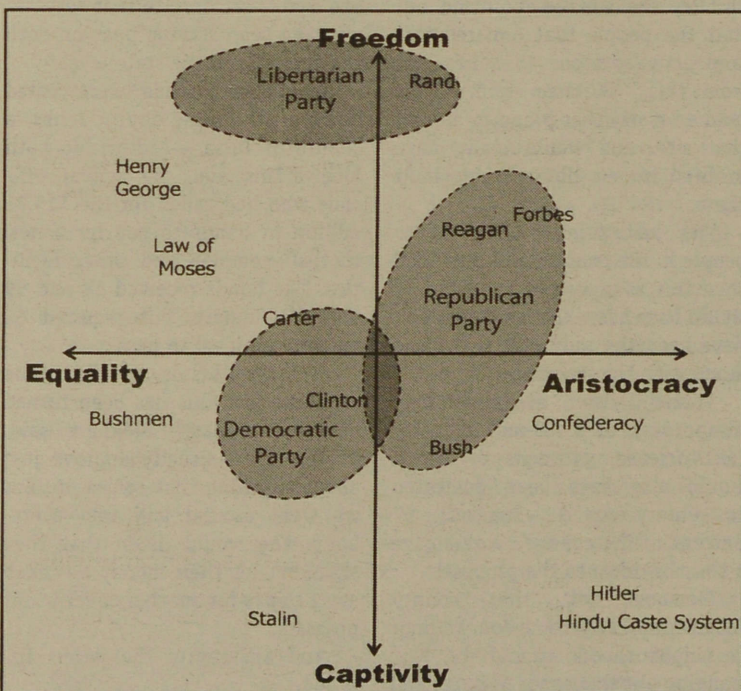 Freedom
Libertarian
Party
Rand
Henry
George
Forbes
Reagan
Law of
Moses
Republican
Party
Carter
Equality
Aristocracy
Clinton
Bushmen
Confederacy
Democratic
Party
Bush
Hitler
Stalin
Hindu Caste System
Captivity